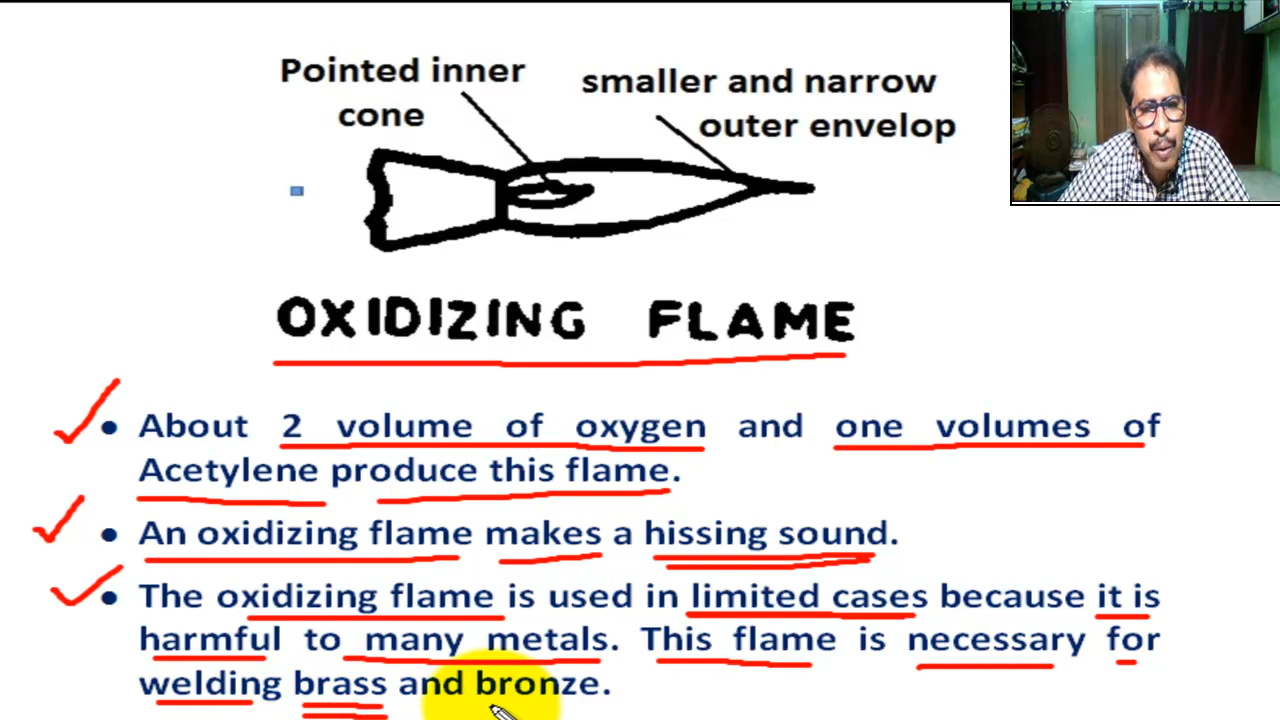 Pointed inner
cone
smaller and narrow
outer envelop
OXIDIZING FLAME
• About 2 volume of oxygen and one volumes of
Acetylene produce this flame.
• An oxidizing flame makes a hissing sound.
• The oxidizing flame is used in limited cases because it is
harmful to many metals. This flame is necessary for
welding brass and bronze.